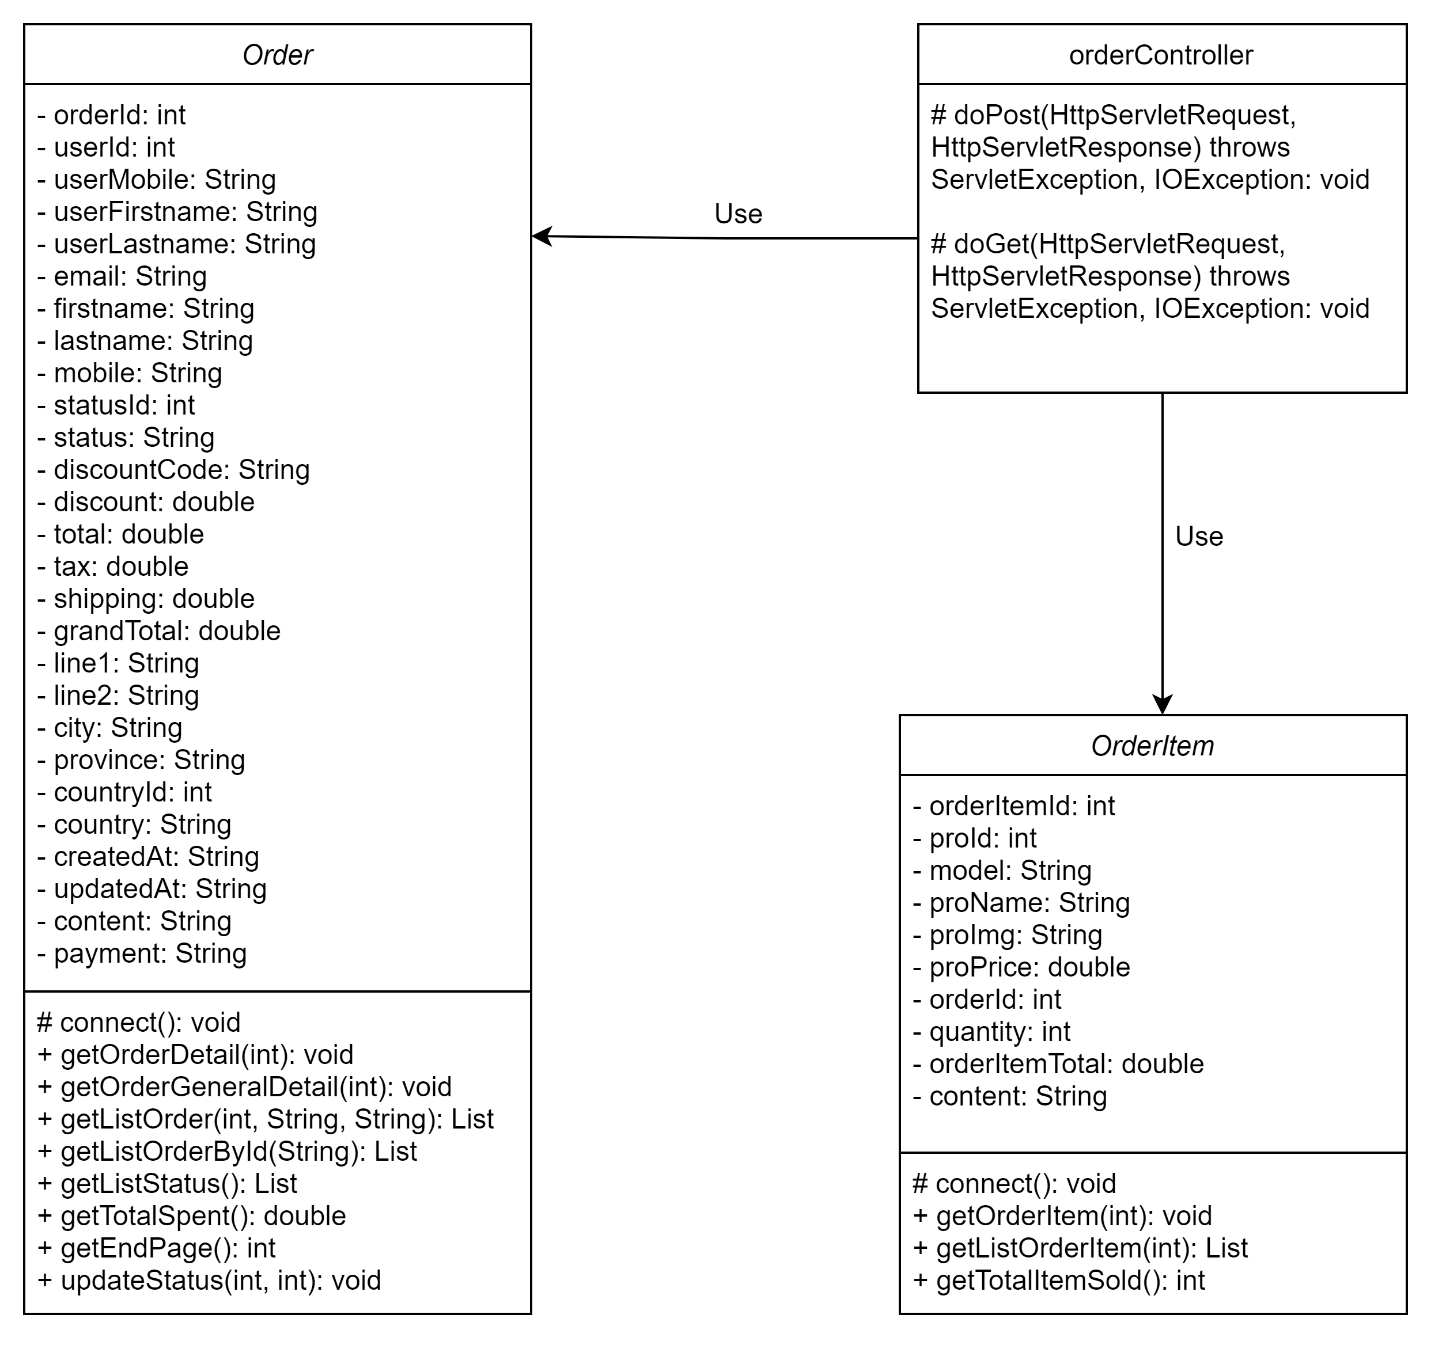 Order
- orderId: int
- userId: int
- userMobile: String
- userFirstname: String
- userLastname: String
- email: String
- firstname: String
- lastname: String
- mobile: String
- statusId: int
- status: String
- discountCode: String
- discount: double
- total: double
- tax: double
- shipping: double
- grandTotal: double
- line1: String
- line2: String
- city: String
- province: String
- countryId: int
- country: String
- createdAt: String
- updatedAt: String
- content: String
- payment: String
# connect(): void
+ getOrderDetail(int): void
+ getOrderGeneralDetail(int): void
+ getListOrder(int, String, String): List
+ getListOrderById(String): List
+ getListStatus(): List
+ getTotalSpent(): double
+ getEndPage(): int
+ updateStatus(int, int): void
Use
orderController
# doPost(HttpServletRequest,
HttpServletResponse) throws
ServletException, IOException: void
# doGet(HttpServletRequest,
HttpServletResponse) throws
ServletException, IOException: void
Use
OrderItem
- orderItemId: int
- proId: int
- model: String
- proName: String
- proImg: String
- proPrice: double
- orderId: int
- quantity: int
- orderItemTotal: double
- content: String
# connect(): void
+ getOrderItem(int): void
+ getListOrderItem(int): List
+ getTotalItemSold(): int